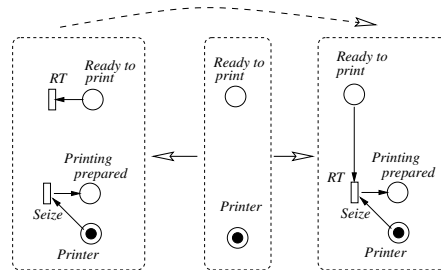 Ready to
print
RT
Printing
prepared
Seize
Printer
Ready to
print
Printer
Ready to
print
Printing
prepared
RT
Seize
Printer